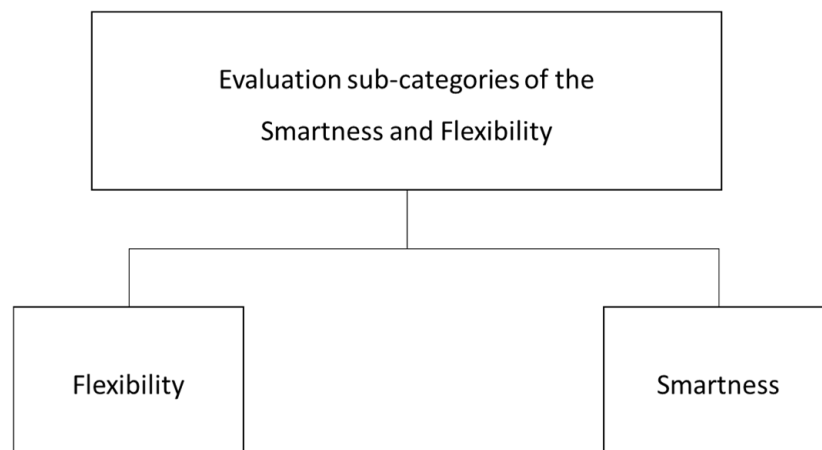 Evaluation sub-categories of the
Smartness and Flexibility
Flexibility
Smartness